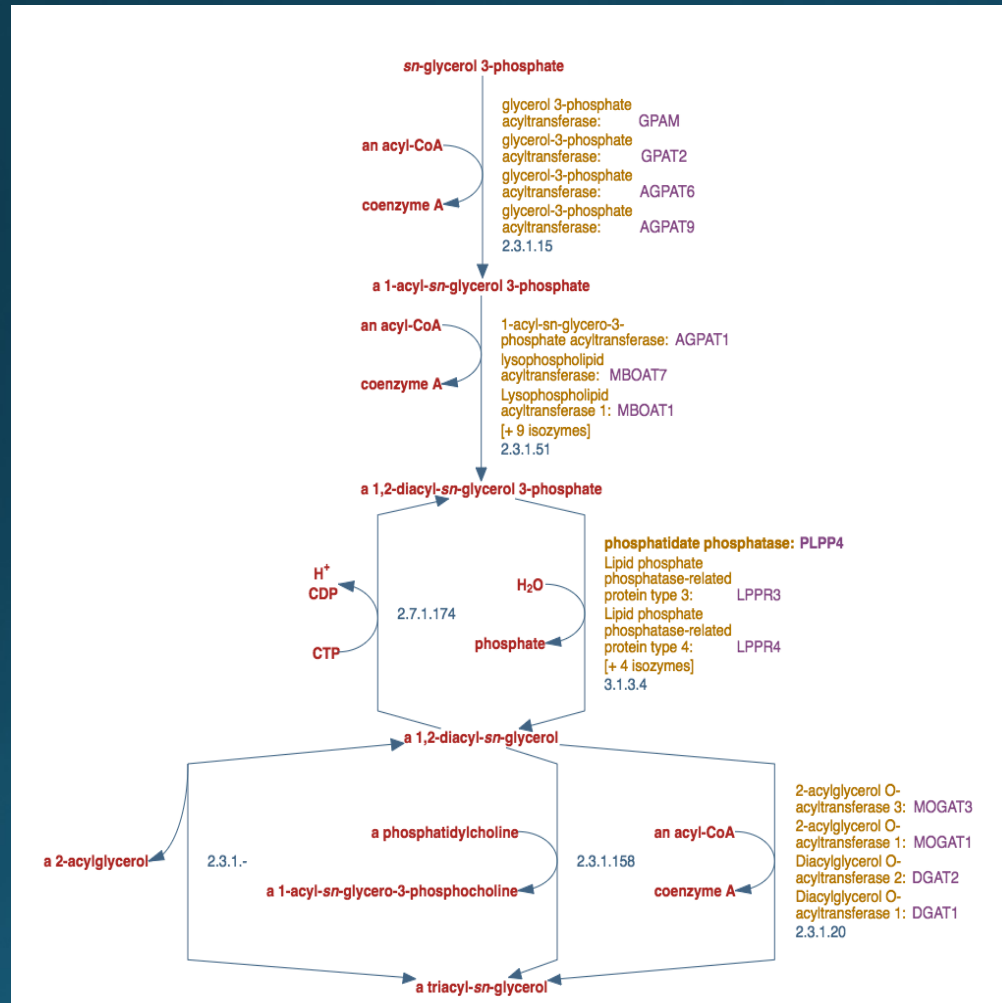 sn-glycerol 3-phosphate
glycerol 3-phosphate
acyltransferase: GPAM
an acyl-CoA
glycerol-3-phosphate
acyltransferase: GPAT2
glycerol-3-phosphate
acyltransferase: AGPAT6
coenzyme A
glycerol-3-phosphate
acyltransferase: AGPAT9
2.3.1.15
a 1-acyl-sn-glycerol 3-phosphate
an acyl-CoA
1-acyl-sn-glycero-3-
phosphate acyltransferase: AGPAT1
lysophospholipid
acyltransferase: MBOAT7
coenzyme A
Lysophospholipid
acyltransferase 1: MBOAT1
[+ 9 isozymes]
2.3.1.51
a 1,2-diacyl-sn-glycerol 3-phosphate
H+
CDP
CTP
2.7.1.174
H2O
phosphate
phosphatidate phosphatase: PLPP4
Lipid phosphate
phosphatase-related
protein type 3: LPPR3
Lipid phosphate
phosphatase-related
protein type 4: LPPR4
[+ 4 isozymes]
3.1.3.4
a 1,2-diacyl-sn-glycerol
a 2-acylglycerol
2.3.1.-
a phosphatidylcholine
a 1-acyl-sn-glycero-3-phosphocholine
2.3.1.158
an acyl-CoA
coenzyme A
2-acylglycerol O-
acyltransferase 3: MOGAT3
2-acylglycerol O-
acyltransferase 1: MOGAT1
Diacylglycerol O-
acyltransferase 2: DGAT2
Diacylglycerol O-
acyltransferase 1: DGAT1
2.3.1.20
a triacyl-sn-glycerol